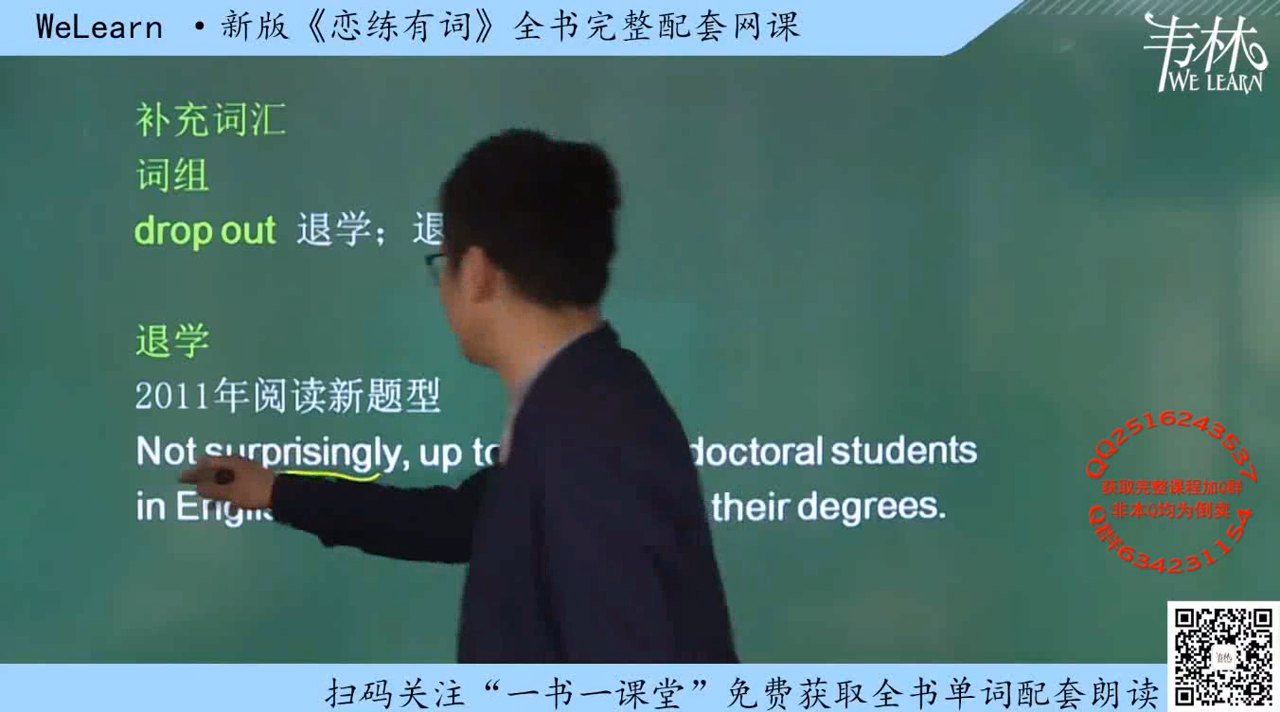 WeLearn ·新版《恋练有词》全书完整配套网课
韦林
WE LEARN
补充词汇
词组
drop out 退学；退
退学
2011年阅读新题型
Not surprisingly, up to doctoral students
in their degrees.
QQ2516243537
获取完整课程加Q群
非本Q均为倒卖
Q群634231154
扫码关注“一书一课堂”免费获取全书单词配套朗读